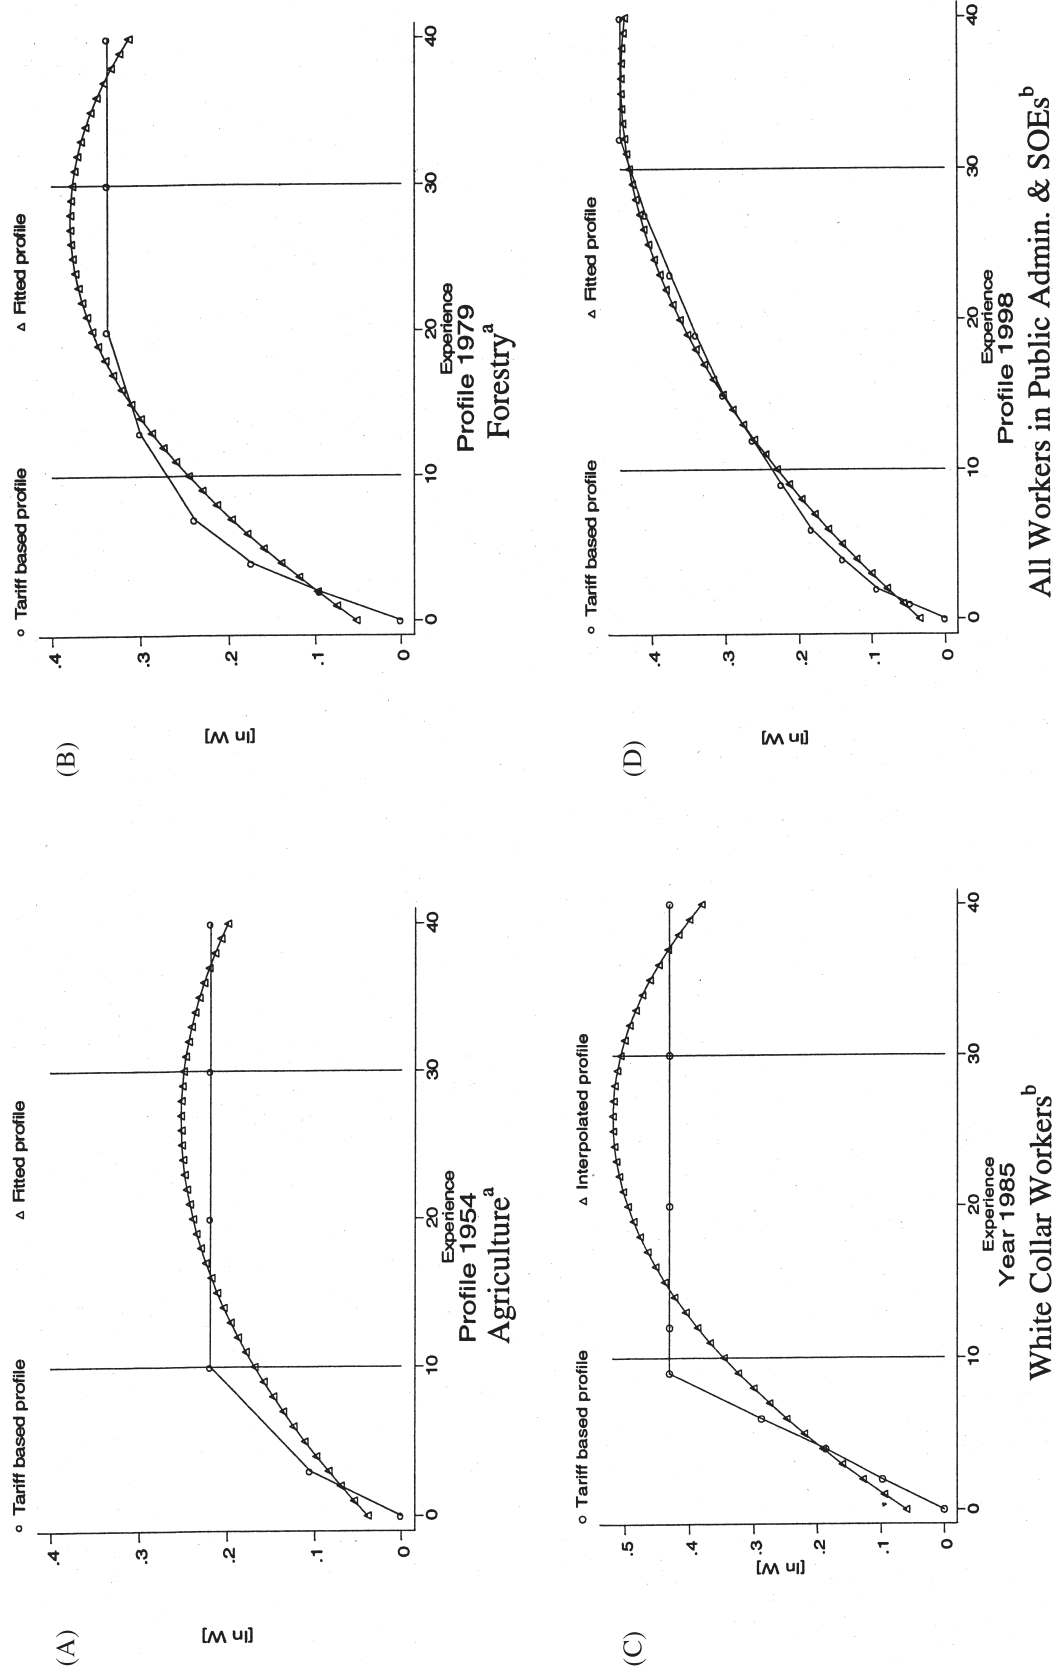 (A)
o Tariff based profile
△ Fitted profile
[ln W]
.4
.3
.2
.1
0
0
10
20
30
40
Experience
Profile 1954
Agricultureᵃ
(B)
o Tariff based profile
△ Fitted profile
[ln W]
.4
.3
.2
.1
0
0
10
20
30
40
Experience
Profile 1979
Forestryᵃ
(C)
o Tariff based profile
△ Interpolated profile
[ln W]
.5
.4
.3
.2
.1
0
0
10
20
30
40
Experience
Year 1985
White Collar Workersᵇ
(D)
o Tariff based profile
△ Fitted profile
[ln W]
.4
.3
.2
.1
0
0
10
20
30
40
Experience
Profile 1998
All Workers in Public Admin. & SOEsᵇ